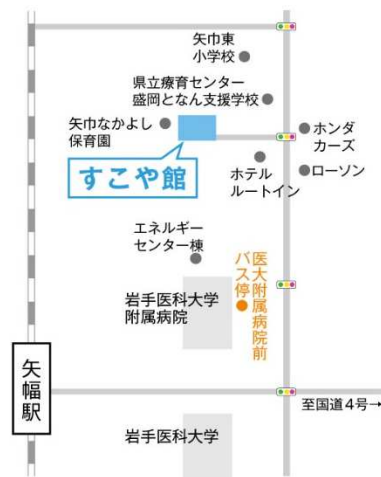 矢巾東
小学校
県立療育センター
盛岡となん支援学校
矢巾なかよし
保育園
ホンダ
カーズ
すこや館
ホテル
ルートイン
ローソン
エネルギー
センター棟
医大附属病院前
バス停
岩手医科大学
附属病院
矢幅駅
至国道4号→
岩手医科大学